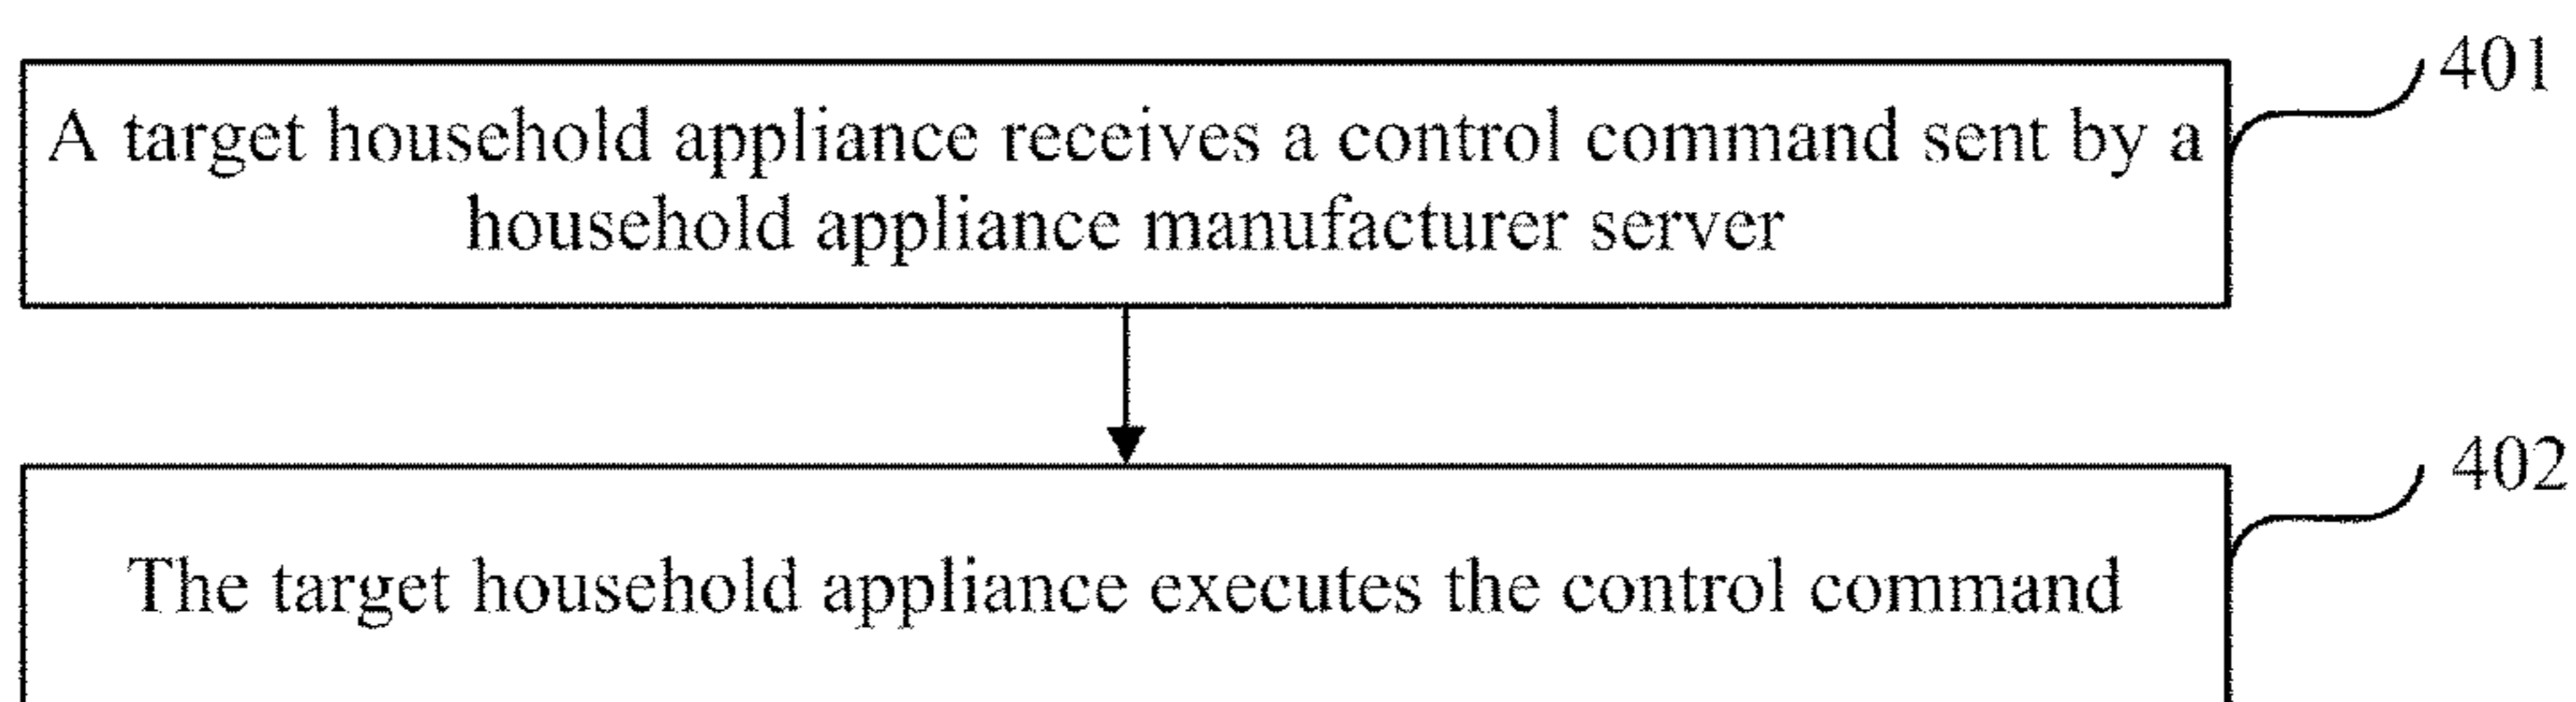 401
A target household appliance receives a control command sent by a
household appliance manufacturer server
402
The target household appliance executes the control command